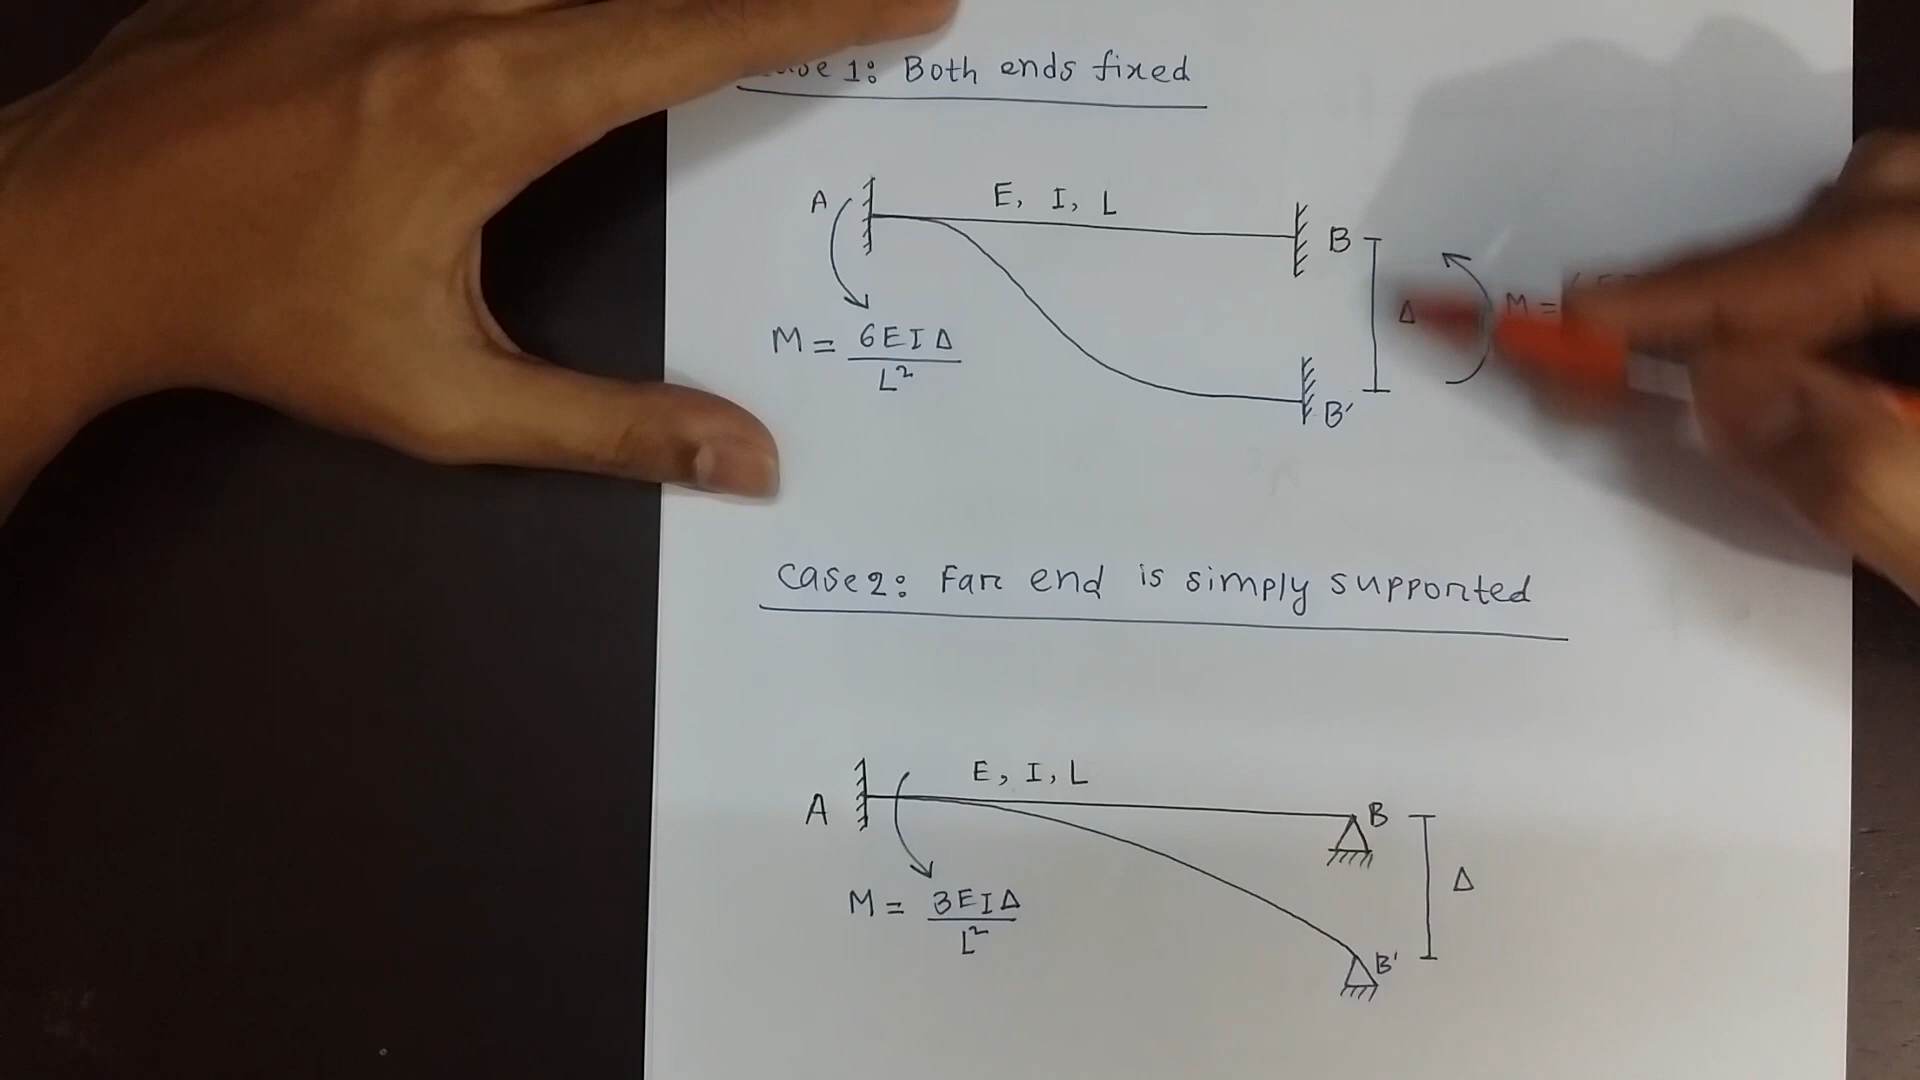 1: Both ends fixed
A
E, I, L
B
Δ
M =
M = 6EIΔ
L²
B'
Case 2: Far end is simply supported
E, I, L
A
B
Δ
M = 3EIΔ
L²
B'